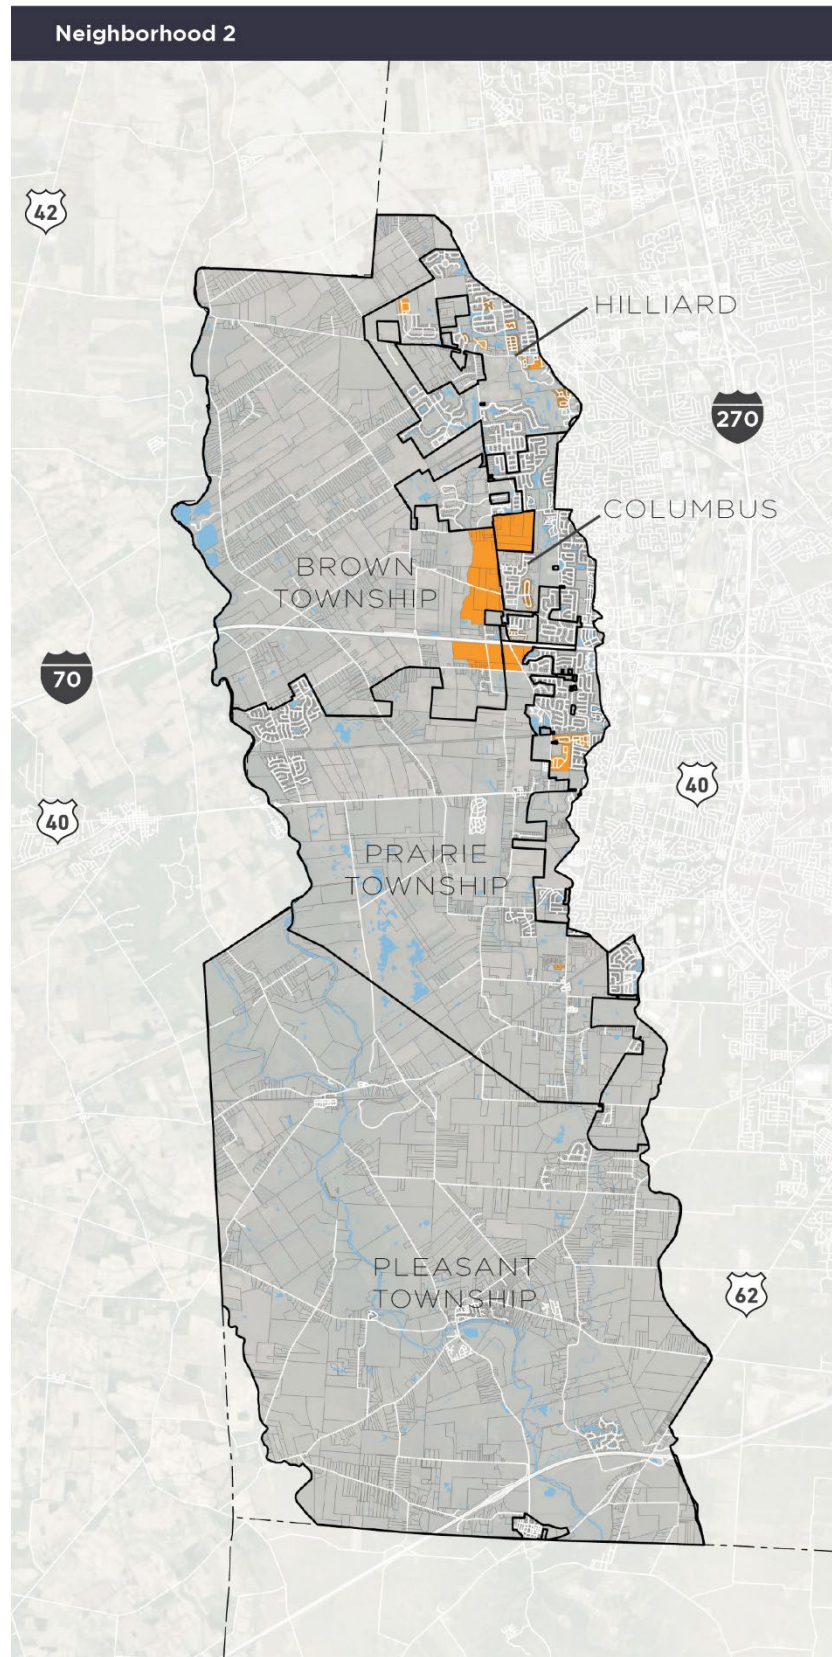 Neighborhood 2
42
HILLIARD
270
COLUMBUS
BROWN
TOWNSHIP
70
40
40
PRAIRIE
TOWNSHIP
PLEASANT
TOWNSHIP
62